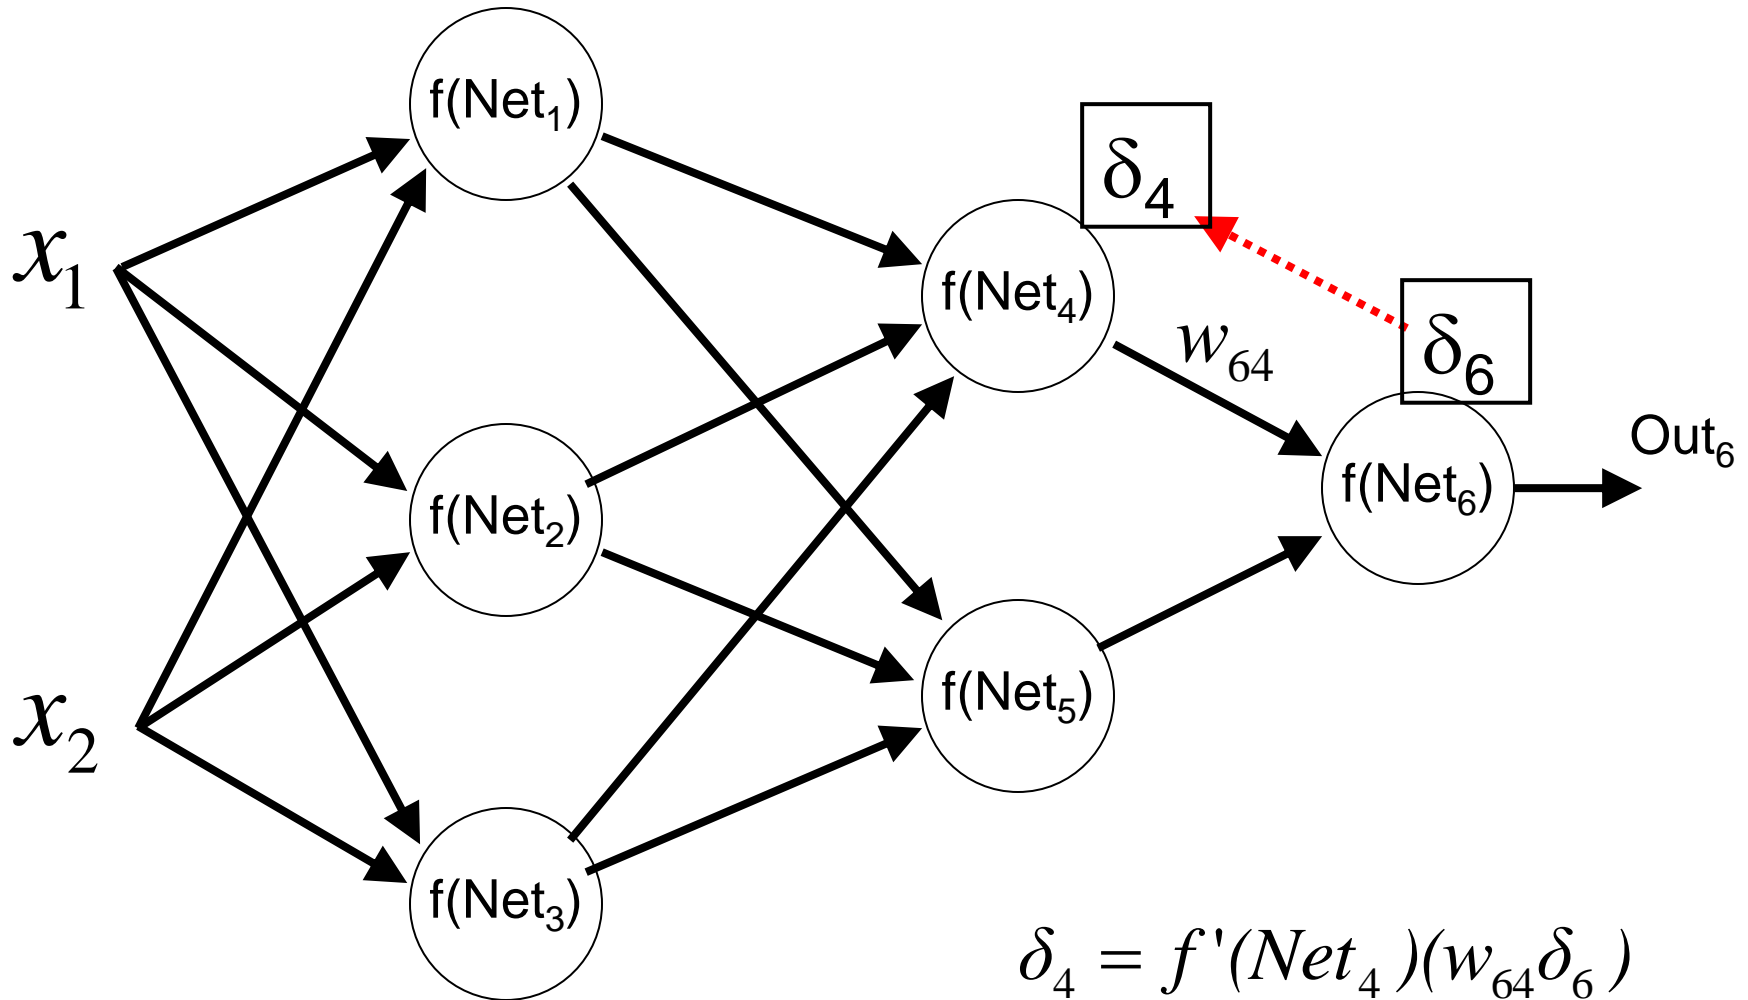 f(Net₁)
δ₄
x₁
f(Net₄)
w₆₄
δ₆
Out₆
f(Net₂)
f(Net₆)
x₂
f(Net₅)
f(Net₃)
δ₄ = f '(Net₄)(w₆₄δ₆)